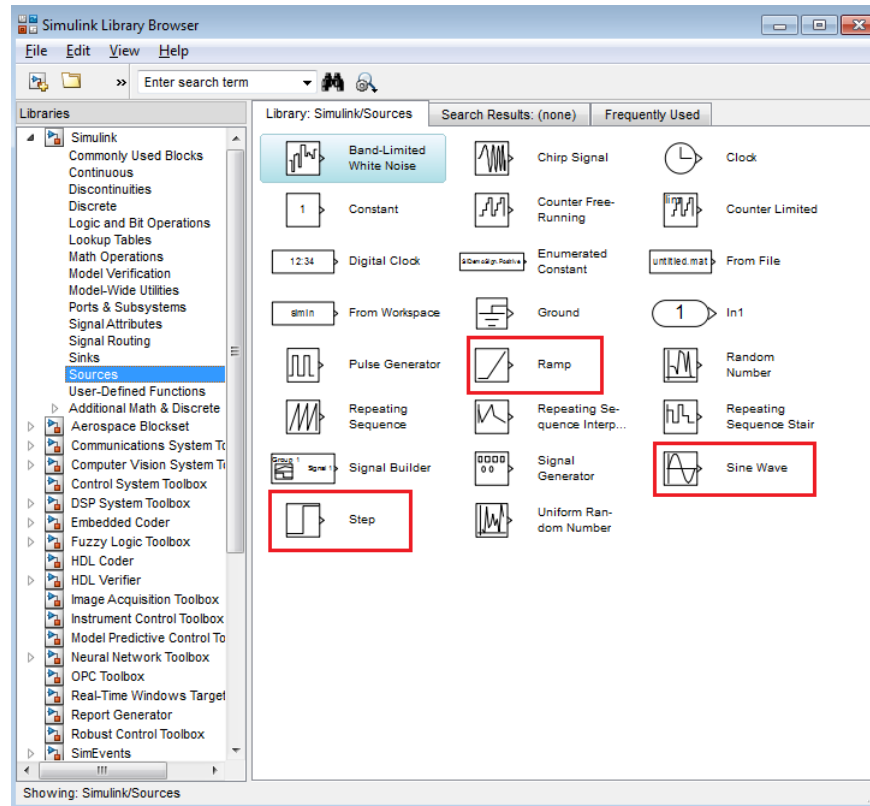 Simulink Library Browser
File Edit View Help
» Enter search term
Libraries
Simulink
Commonly Used Blocks
Continuous
Discontinuities
Discrete
Logic and Bit Operations
Lookup Tables
Math Operations
Model Verification
Model-Wide Utilities
Ports & Subsystems
Signal Attributes
Signal Routing
Sinks
Sources
User-Defined Functions
Additional Math & Discrete
Aerospace Blockset
Communications System To
Computer Vision System T
Control System Toolbox
DSP System Toolbox
Embedded Coder
Fuzzy Logic Toolbox
HDL Coder
HDL Verifier
Image Acquisition Toolbox
Instrument Control Toolbox
Model Predictive Control To
Neural Network Toolbox
OPC Toolbox
Real-Time Windows Target
Report Generator
Robust Control Toolbox
SimEvents
Library: Simulink/Sources Search Results: (none) Frequently Used
Band-Limited
White Noise
Chirp Signal
Clock
1 Constant
Counter Free-
Running
lim Counter Limited
12:34 Digital Clock
Enumerated
Constant
untitled.mat From File
simin From Workspace
Ground
1 In1
Pulse Generator
Ramp
Random
Number
Repeating
Sequence
Repeating Se-
quence Interp...
Repeating
Sequence Stair
Group 1
Signal 1 Signal Builder
Signal
Generator
Sine Wave
Step
Uniform Ran-
dom Number
Showing: Simulink/Sources